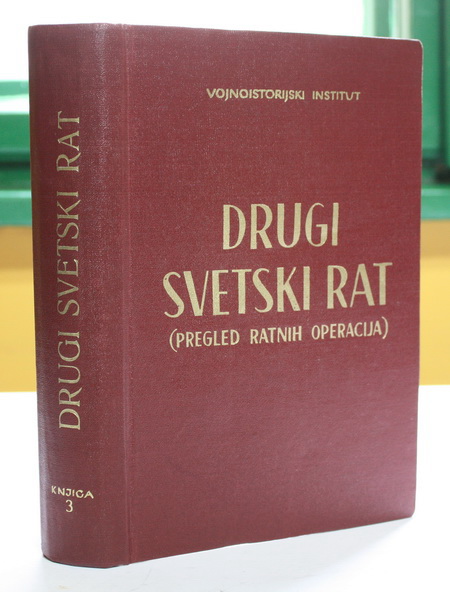 VOJNOISTORIJSKI INSTITUT
DRUGI
SVETSKI RAT
(PREGLED RATNIH OPERACIJA)
DRUGI SVETSKI RAT
KNJIGA
3